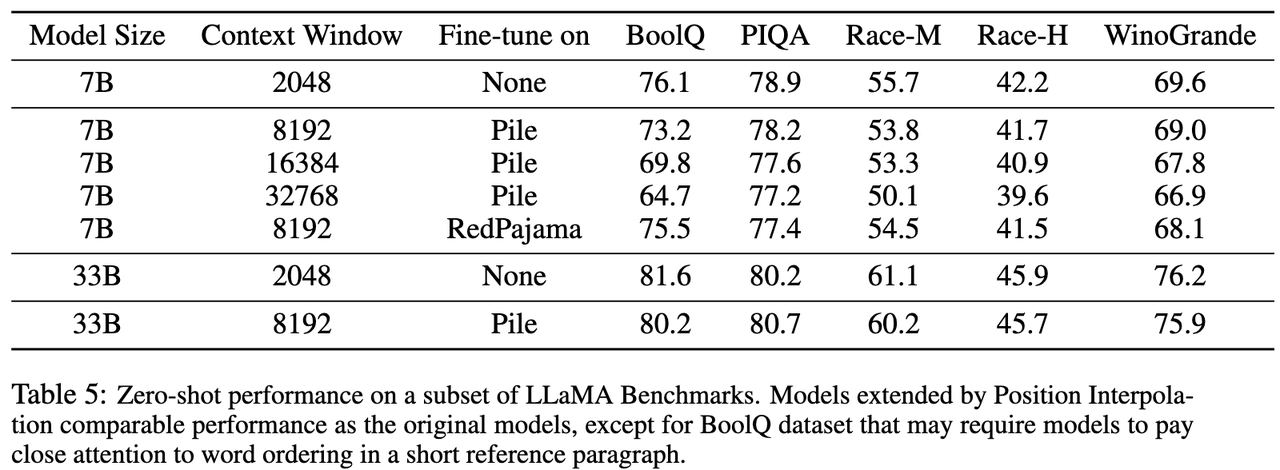 Model Size Context Window Fine-tune on BoolQ PIQA Race-M Race-H WinoGrande
7B 2048 None 76.1 78.9 55.7 42.2 69.6
7B 8192 Pile 73.2 78.2 53.8 41.7 69.0
7B 16384 Pile 69.8 77.6 53.3 40.9 67.8
7B 32768 Pile 64.7 77.2 50.1 39.6 66.9
7B 8192 RedPajama 75.5 77.4 54.5 41.5 68.1
33B 2048 None 81.6 80.2 61.1 45.9 76.2
33B 8192 Pile 80.2 80.7 60.2 45.7 75.9
Table 5: Zero-shot performance on a subset of LLaMA Benchmarks. Models extended by Position Interpola-
tion comparable performance as the original models, except for BoolQ dataset that may require models to pay
close attention to word ordering in a short reference paragraph.